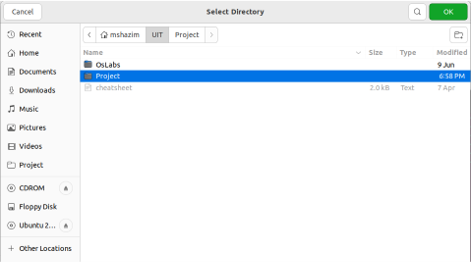 Cancel
Select Directory
OK
Recent
Home
Documents
Downloads
Music
Pictures
Videos
Project
CDROM
Floppy Disk
Ubuntu 2...
Other Locations
mshazim UIT Project
Name Size Type Modified
OsLabs 9 Jun
Project 6:58 PM
cheatsheet 2.0 kB Text 7 Apr